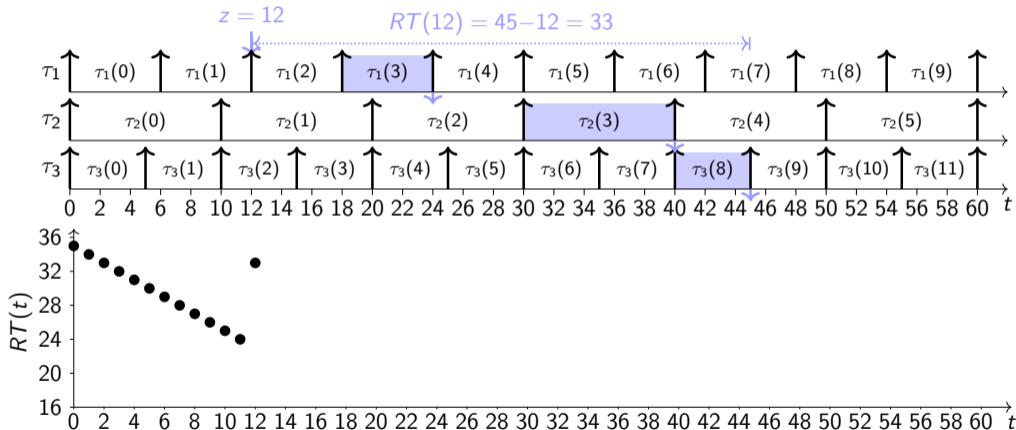 z = 12
RT(12) = 45−12 = 33
τ1 τ1(0) τ1(1) τ1(2) τ1(3) τ1(4) τ1(5) τ1(6) τ1(7) τ1(8) τ1(9)
τ2 τ2(0) τ2(1) τ2(2) τ2(3) τ2(4) τ2(5)
τ3 τ3(0) τ3(1) τ3(2) τ3(3) τ3(4) τ3(5) τ3(6) τ3(7) τ3(8) τ3(9) τ3(10) τ3(11)
0 2 4 6 8 10 12 14 16 18 20 22 24 26 28 30 32 34 36 38 40 42 44 46 48 50 52 54 56 58 60 t
36
32
28
24
20
16
RT(t)
0 2 4 6 8 10 12 14 16 18 20 22 24 26 28 30 32 34 36 38 40 42 44 46 48 50 52 54 56 58 60 t